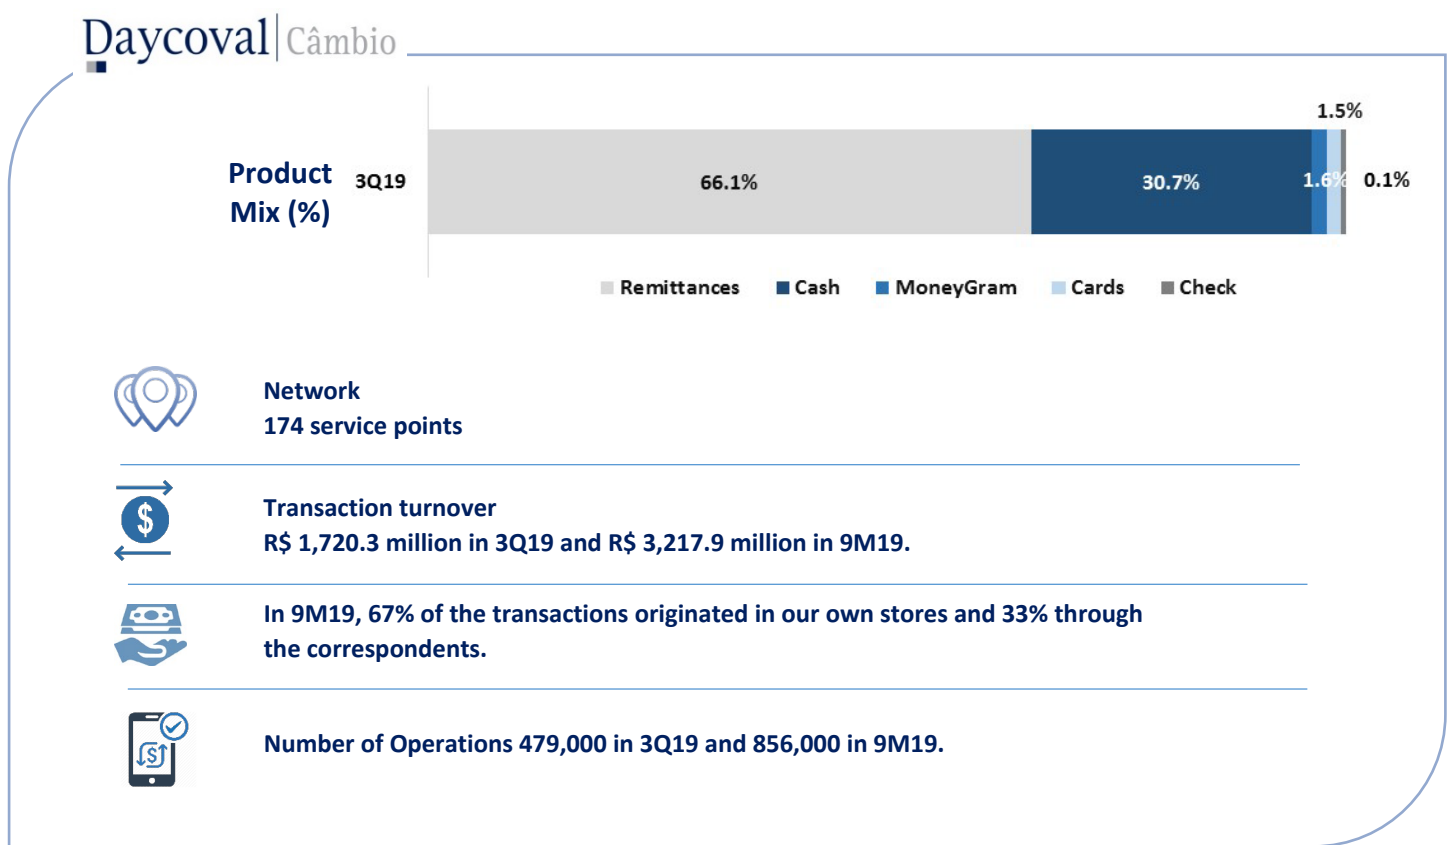 Daycoval Câmbio
1.5%
Product
Mix (%)
3Q19
66.1%
30.7%
1.6%
0.1%
Remittances
Cash
MoneyGram
Cards
Check
Network
174 service points
$
Transaction turnover
R$ 1,720.3 million in 3Q19 and R$ 3,217.9 million in 9M19.
In 9M19, 67% of the transactions originated in our own stores and 33% through
the correspondents.
$
Number of Operations 479,000 in 3Q19 and 856,000 in 9M19.